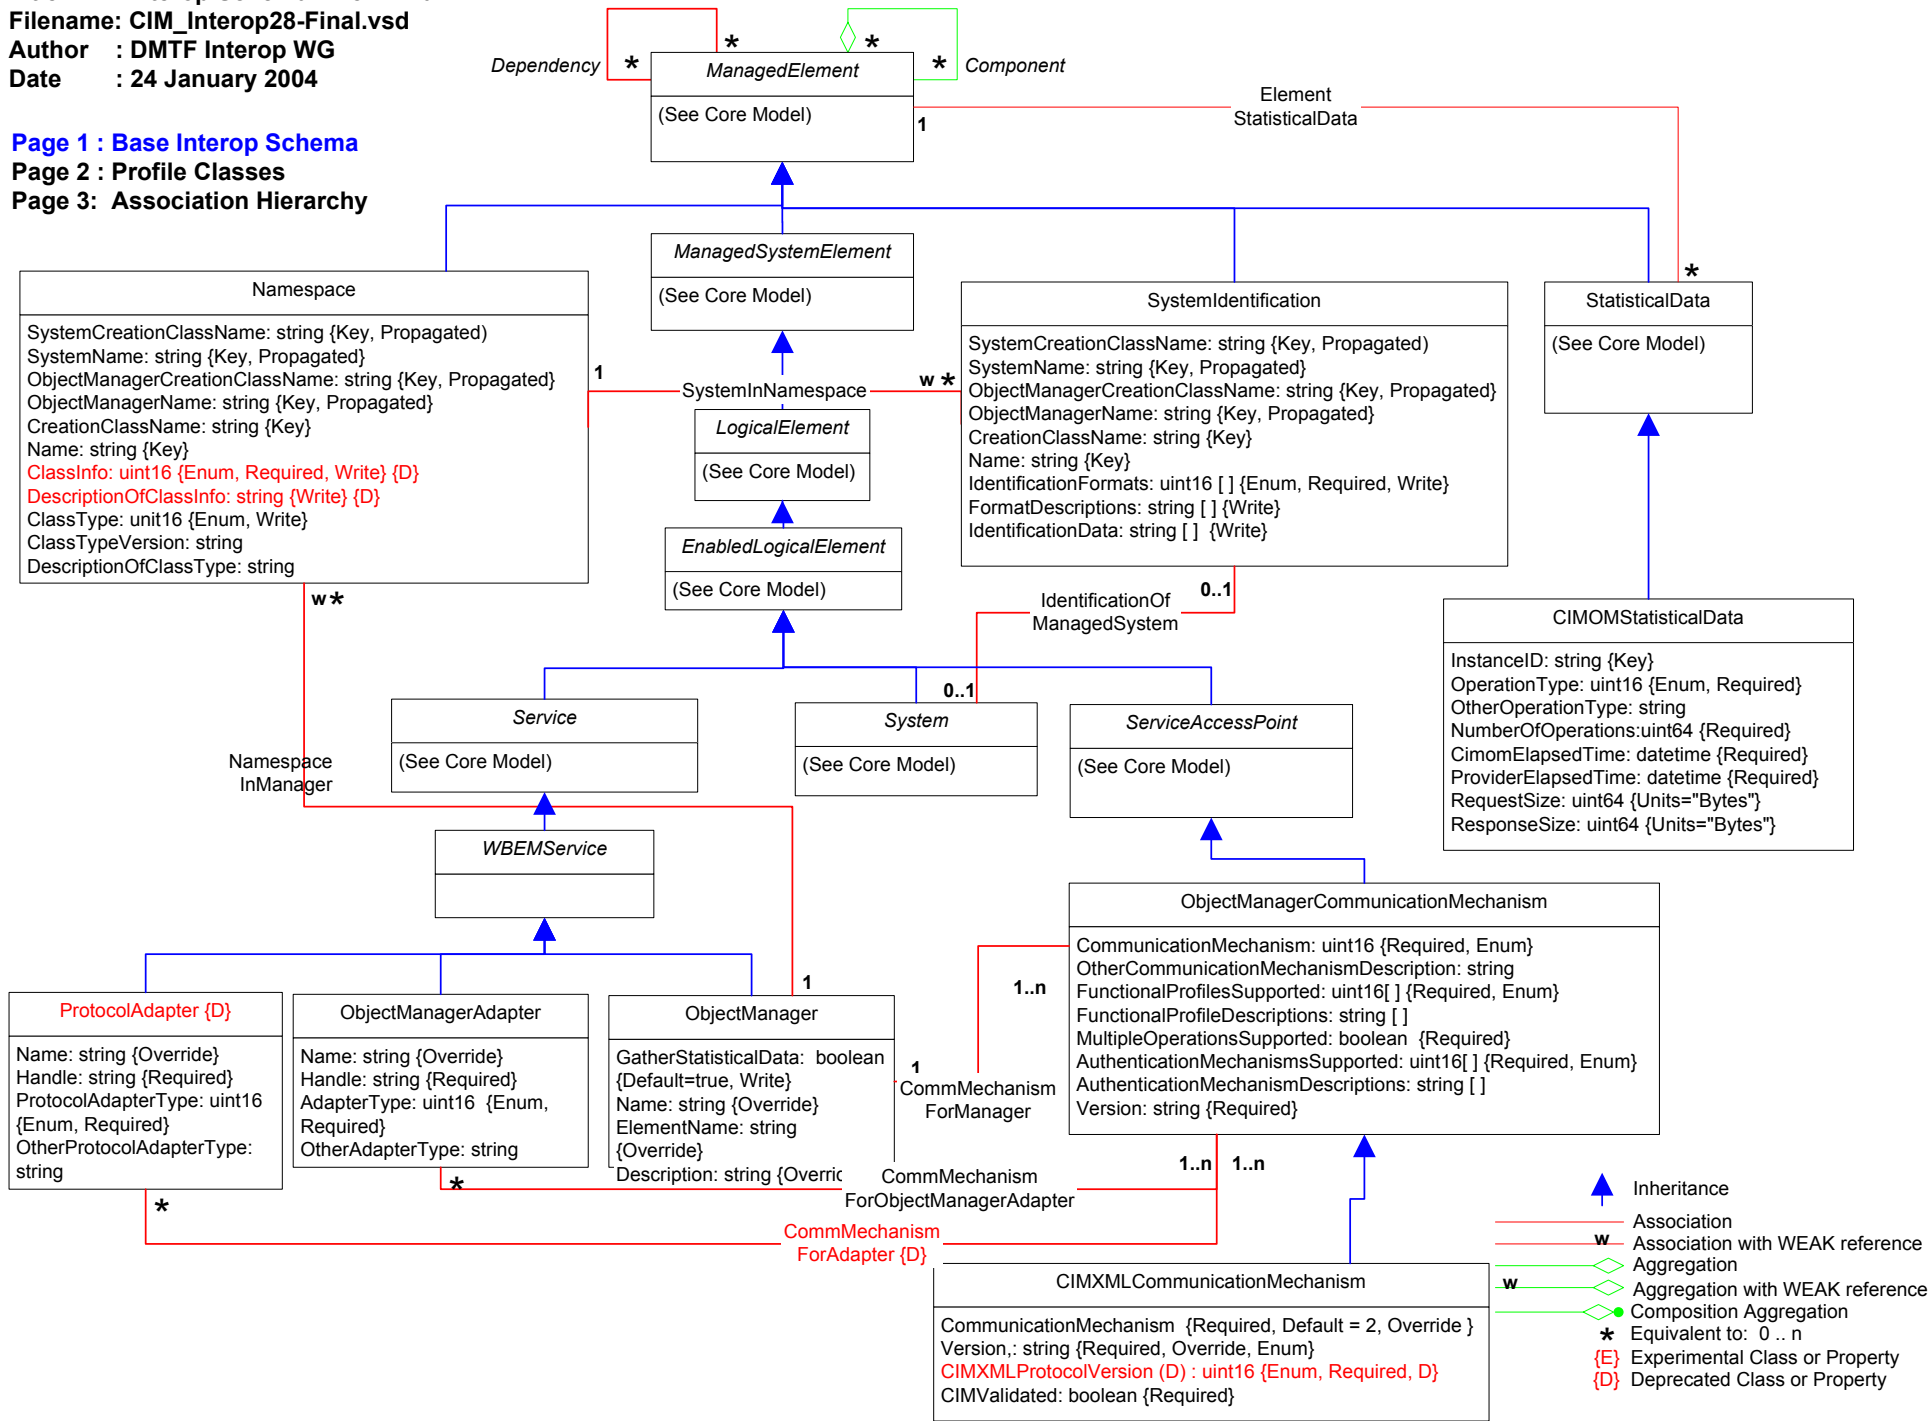 Filename: CIM_Interop28-Final.vsd
Author : DMTF Interop WG
Date : 24 January 2004
Page 1 : Base Interop Schema
Page 2 : Profile Classes
Page 3: Association Hierarchy
Dependency
*
*
*
*
Component
ManagedElement
(See Core Model)
1
Element
StatisticalData
*
ManagedSystemElement
(See Core Model)
Namespace
SystemCreationClassName: string {Key, Propagated)
SystemName: string {Key, Propagated}
ObjectManagerCreationClassName: string {Key, Propagated}
ObjectManagerName: string {Key, Propagated}
CreationClassName: string {Key}
Name: string {Key}
ClassInfo: uint16 {Enum, Required, Write} {D}
DescriptionOfClassInfo: string {Write} {D}
ClassType: unit16 {Enum, Write}
ClassTypeVersion: string
DescriptionOfClassType: string
w*
1
SystemInNamespace
w *
SystemIdentification
SystemCreationClassName: string {Key, Propagated)
SystemName: string {Key, Propagated}
ObjectManagerCreationClassName: string {Key, Propagated}
ObjectManagerName: string {Key, Propagated}
CreationClassName: string {Key}
Name: string {Key}
IdentificationFormats: uint16 [ ] {Enum, Required, Write}
FormatDescriptions: string [ ] {Write}
IdentificationData: string [ ] {Write}
StatisticalData
(See Core Model)
LogicalElement
(See Core Model)
EnabledLogicalElement
(See Core Model)
IdentificationOf
ManagedSystem
0..1
0..1
CIMOMStatisticalData
InstanceID: string {Key}
OperationType: uint16 {Enum, Required}
OtherOperationType: string
NumberOfOperations:uint64 {Required}
CimomElapsedTime: datetime {Required}
ProviderElapsedTime: datetime {Required}
RequestSize: uint64 {Units="Bytes"}
ResponseSize: uint64 {Units="Bytes"}
Service
(See Core Model)
System
(See Core Model)
ServiceAccessPoint
(See Core Model)
Namespace
InManager
WBEMService
ObjectManagerCommunicationMechanism
CommunicationMechanism: uint16 {Required, Enum}
OtherCommunicationMechanismDescription: string
FunctionalProfilesSupported: uint16[ ] {Required, Enum}
FunctionalProfileDescriptions: string [ ]
MultipleOperationsSupported: boolean {Required}
AuthenticationMechanismsSupported: uint16[ ] {Required, Enum}
AuthenticationMechanismDescriptions: string [ ]
Version: string {Required}
ProtocolAdapter {D}
Name: string {Override}
Handle: string {Required}
ProtocolAdapterType: uint16
{Enum, Required}
OtherProtocolAdapterType:
string
*
ObjectManagerAdapter
Name: string {Override}
Handle: string {Required}
AdapterType: uint16 {Enum,
Required}
OtherAdapterType: string
*
1
ObjectManager
GatherStatisticalData: boolean
{Default=true, Write}
Name: string {Override}
ElementName: string
{Override}
Description: string {Overric
1..n
1
CommMechanism
ForManager
CommMechanism
ForObjectManagerAdapter
1..n
1..n
CommMechanism
ForAdapter {D}
CIMXMLCommunicationMechanism
CommunicationMechanism {Required, Default = 2, Override }
Version,: string {Required, Override, Enum}
CIMXMLProtocolVersion (D) : uint16 {Enum, Required, D}
CIMValidated: boolean {Required}
Inheritance
Association
w Association with WEAK reference
Aggregation
w Aggregation with WEAK reference
Composition Aggregation
* Equivalent to: 0 .. n
{E} Experimental Class or Property
{D} Deprecated Class or Property